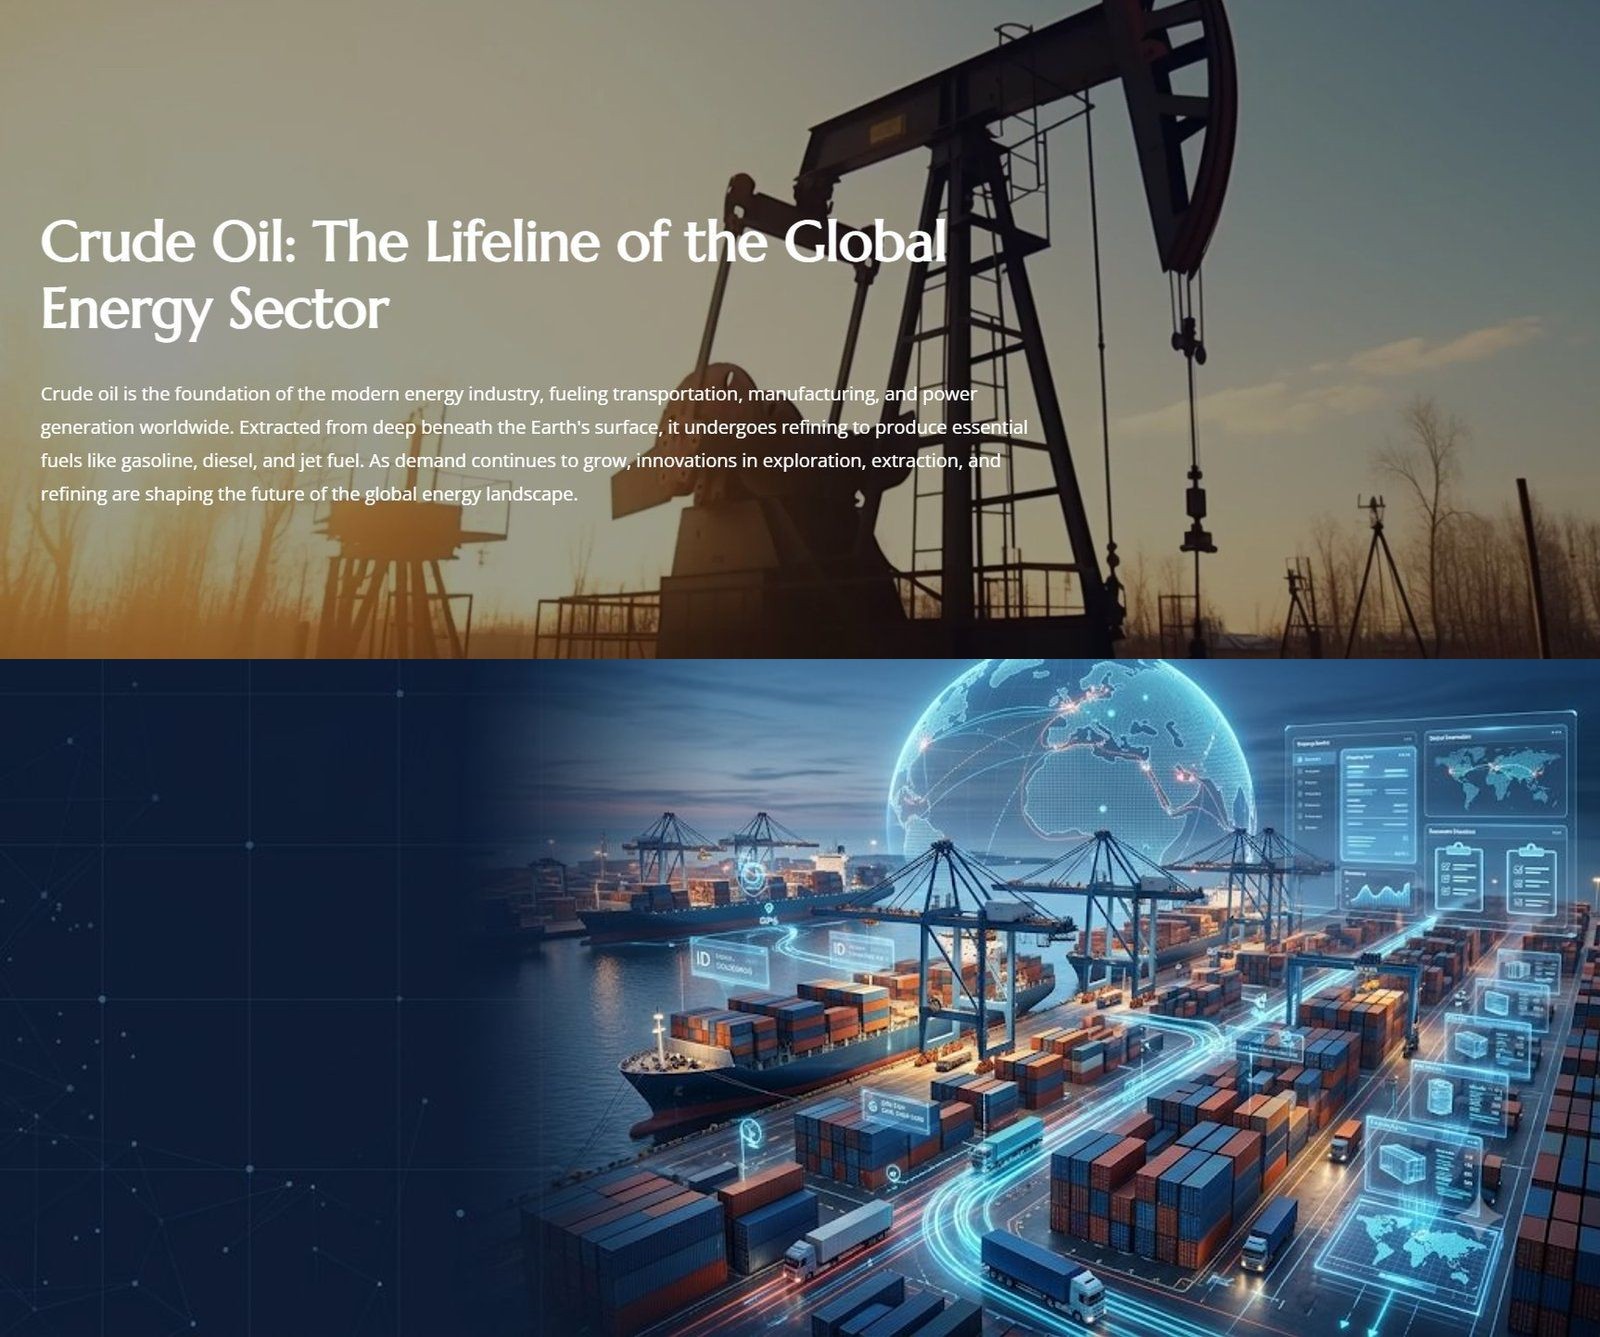 Crude Oil: The Lifeline of the Global
Energy Sector
Crude oil is the foundation of the modern energy industry, fueling transportation, manufacturing, and power
generation worldwide. Extracted from deep beneath the Earth's surface, it undergoes refining to produce essential
fuels like gasoline, diesel, and jet fuel. As demand continues to grow, innovations in exploration, extraction, and
refining are shaping the future of the global energy landscape.
ID
ID